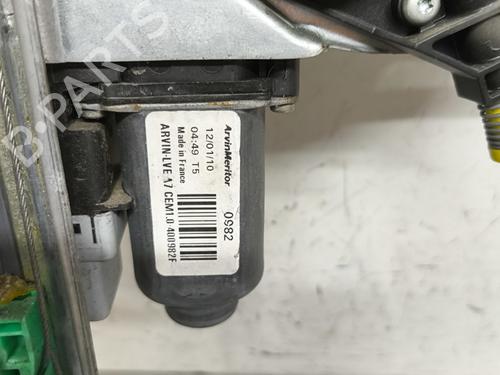 ArvinMeritor
0982
12/01/10
04:49 T5
Made in France
ARVIN-LVE 17 CEM1.0 400982F
B-PARTS